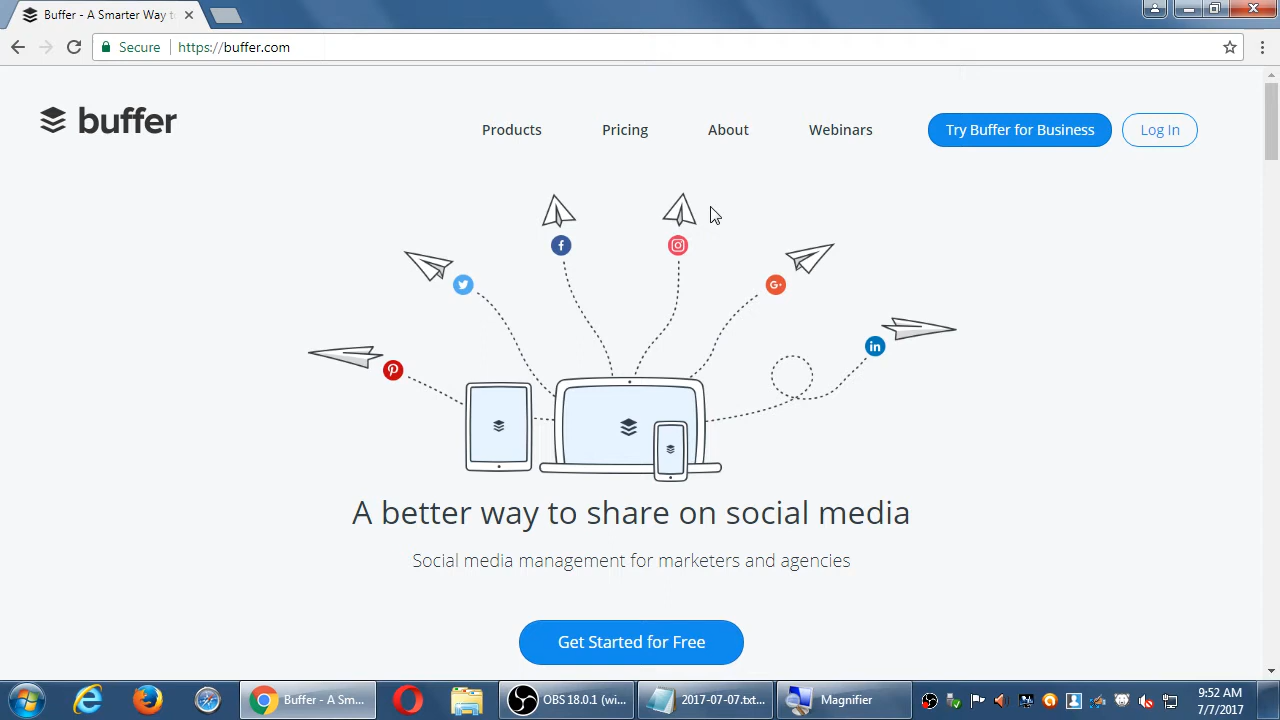 Buffer - A Smarter Way t
Secure
https://buffer.com
buffer
Products
Pricing
About
Webinars
Try Buffer for Business
Log In
f
G+
in
A better way to share on social media
Social media management for marketers and agencies
Get Started for Free
Buffer - A Sma...
OBS 18.0.1 (wi...
2017-07-07.txt...
Magnifier
9:52 AM
7/7/2017